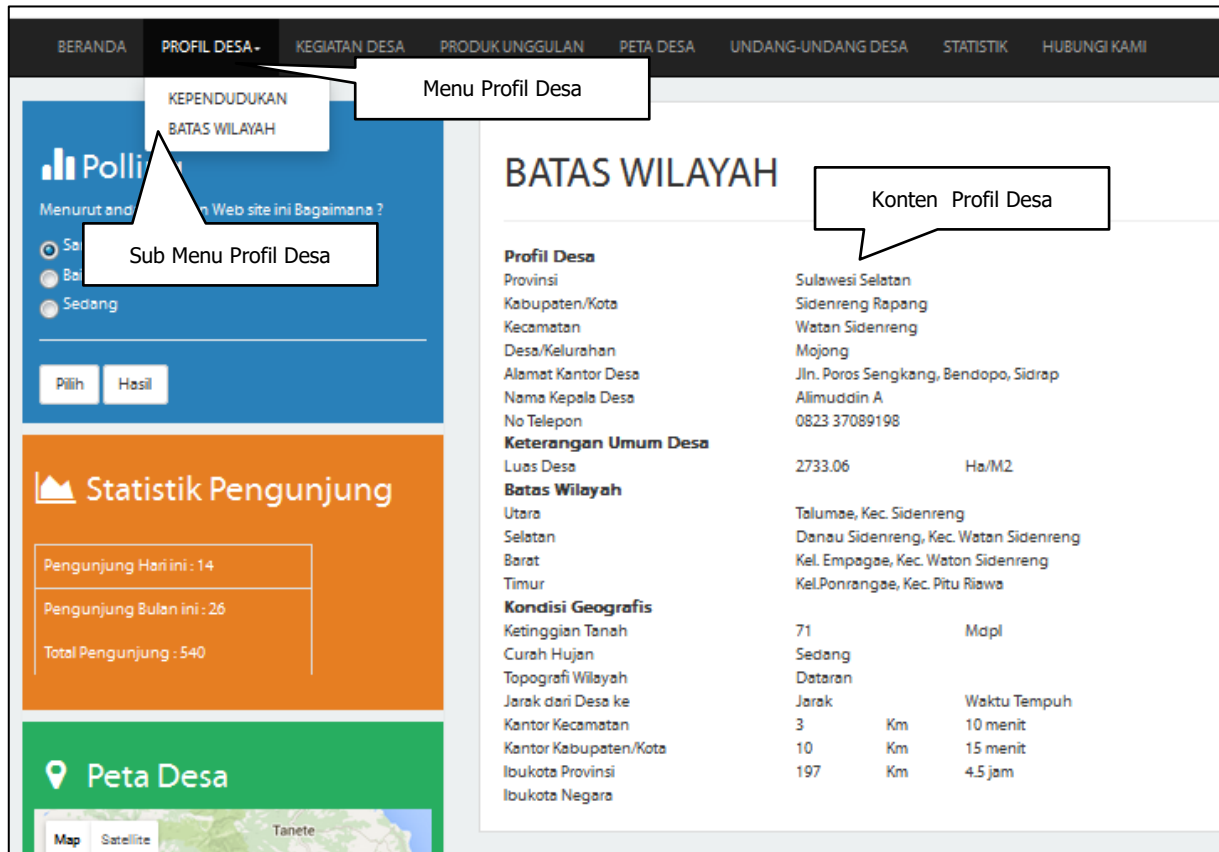 BERANDA PROFIL DESA KEGIATAN DESA PRODUK UNGGULAN PETA DESA UNDANG-UNDANG DESA STATISTIK HUBUNGI KAMI
Menu Profil Desa
KEPENDUDUKAN
BATAS WILAYAH
Menurut Web site ini Bagaimana ?
Sub Menu Profil Desa
Sedang
Pilih Hasil
Statistik Pengunjung
Pengunjung Hari ini : 14
Pengunjung Bulan ini : 26
Total Pengunjung : 540
Peta Desa
Map Satellite
Tanete
BATAS WILAYAH
Konten Profil Desa
Profil Desa
Provinsi Sulawesi Selatan
Kabupaten/Kota Sidenreng Rapang
Kecamatan Watan Sidenreng
Desa/Kelurahan Mojong
Alamat Kantor Desa Jln. Poros Sengkang, Bendopo, Sidrap
Nama Kepala Desa Alimuddin A
No Telepon 0823 37089198
Keterangan Umum Desa
Luas Desa 2733.06 Ha/M2
Batas Wilayah
Utara Talumae, Kec. Sidenreng
Selatan Danau Sidenreng, Kec. Watan Sidenreng
Barat Kel. Empagae, Kec. Waton Sidenreng
Timur Kel.Ponrangae, Kec. Pitu Riawa
Kondisi Geografis
Ketinggian Tanah 71 Mdpl
Curah Hujan Sedang
Topografi Wilayah Dataran
Jarak dari Desa ke Jarak Waktu Tempuh
Kantor Kecamatan 3 Km 10 menit
Kantor Kabupaten/Kota 10 Km 15 menit
Ibukota Provinsi 197 Km 4.5 jam
Ibukota Negara